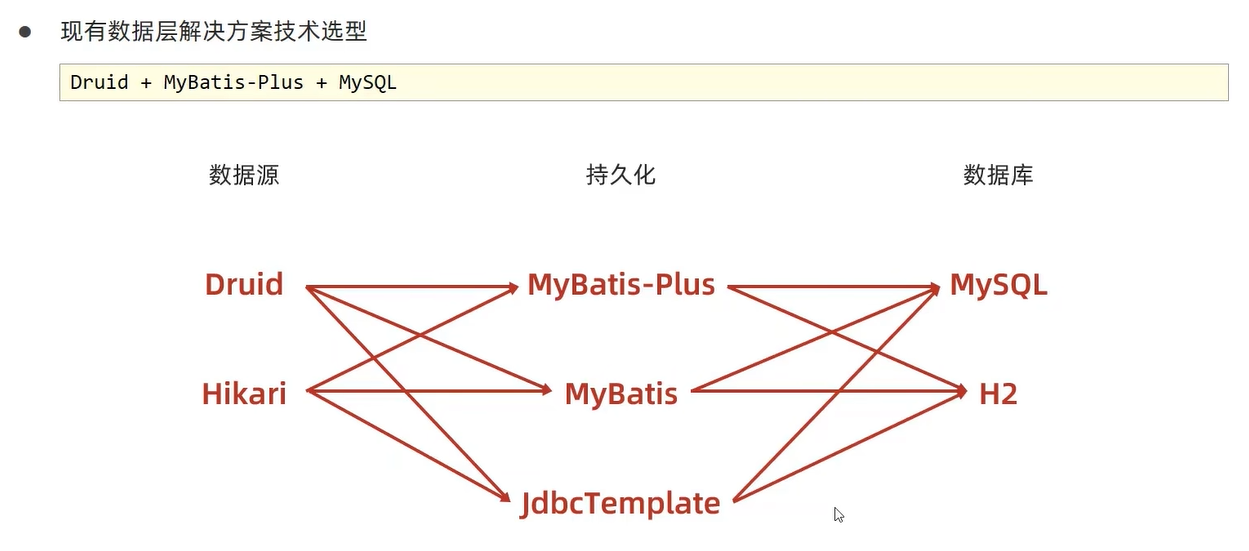 现有数据层解决方案技术选型
Druid + MyBatis-Plus + MySQL
数据源 持久化 数据库
Druid MyBatis-Plus MySQL
Hikari MyBatis H2
JdbcTemplate